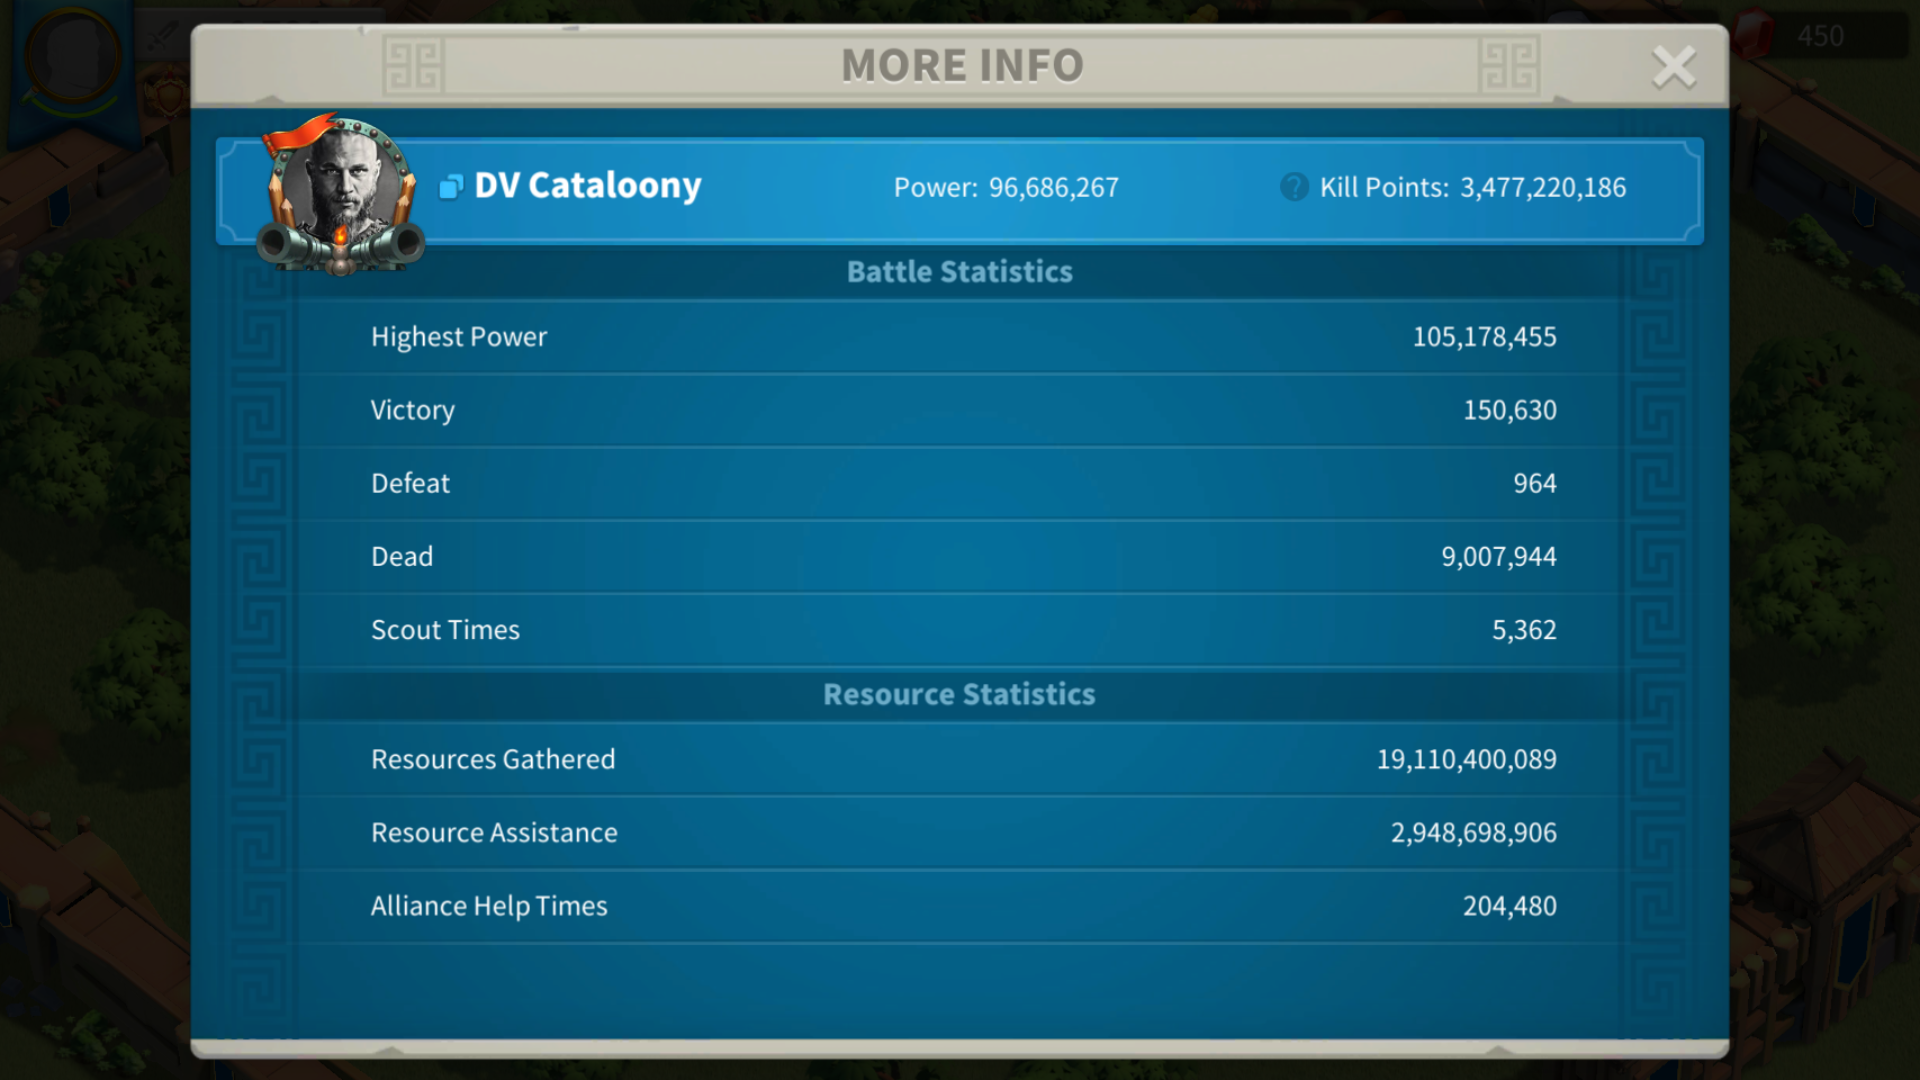 450
MORE INFO
DV Cataloony Power: 96,686,267 Kill Points: 3,477,220,186
Battle Statistics
Highest Power 105,178,455
Victory 150,630
Defeat 964
Dead 9,007,944
Scout Times 5,362
Resource Statistics
Resources Gathered 19,110,400,089
Resource Assistance 2,948,698,906
Alliance Help Times 204,480